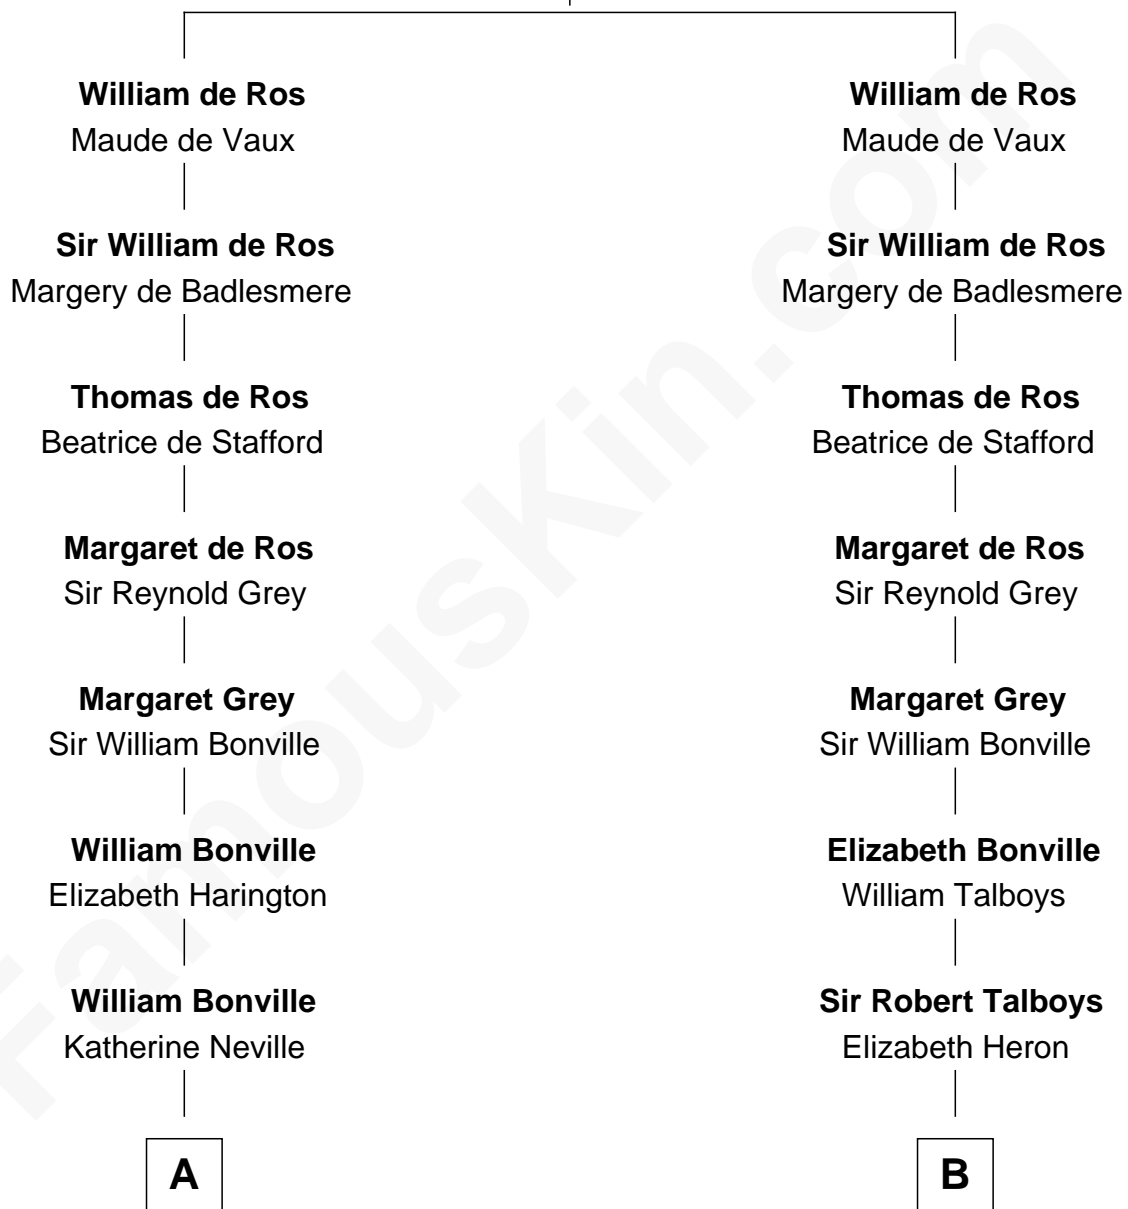 William de Ros
Maude de Vaux
Sir William de Ros
Margery de Badlesmere
Thomas de Ros
Beatrice de Stafford
Margaret de Ros
Sir Reynold Grey
Margaret Grey
Sir William Bonville
William Bonville
Elizabeth Harington
William Bonville
Katherine Neville
A
William de Ros
Maude de Vaux
Sir William de Ros
Margery de Badlesmere
Thomas de Ros
Beatrice de Stafford
Margaret de Ros
Sir Reynold Grey
Margaret Grey
Sir William Bonville
Elizabeth Bonville
William Talboys
Sir Robert Talboys
Elizabeth Heron
B
FamousKin.com